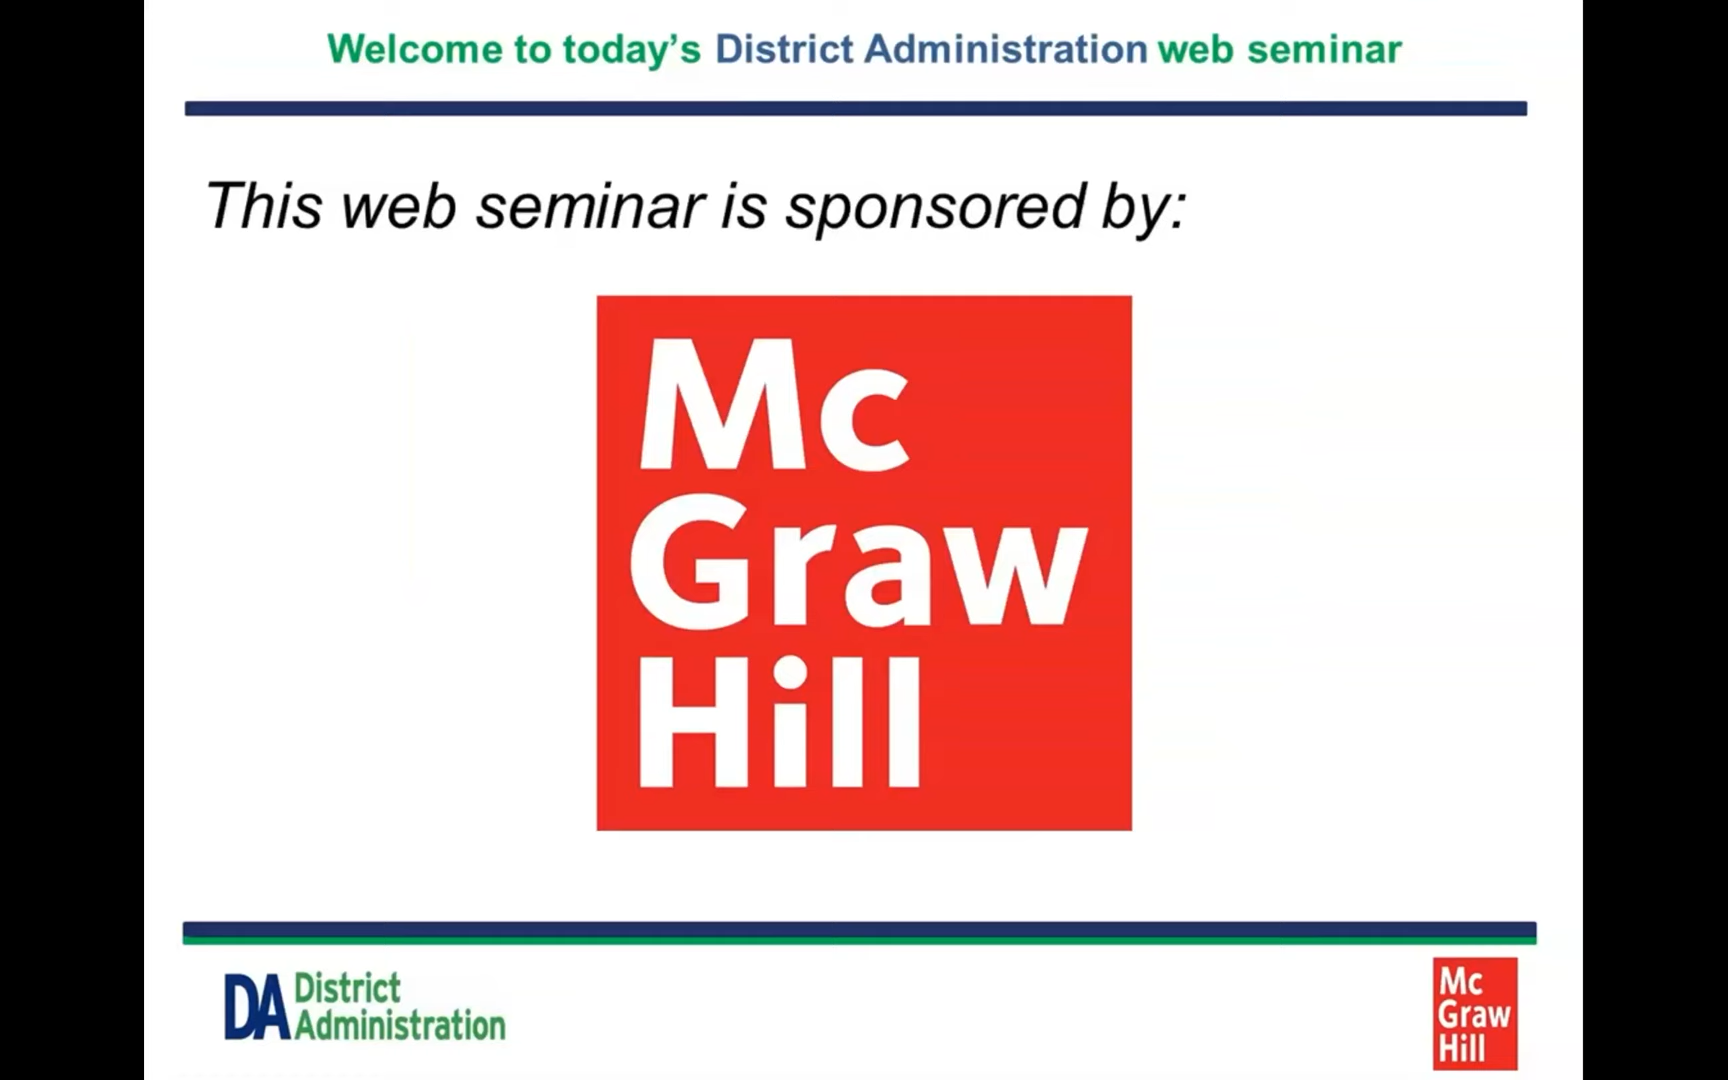 Welcome to today’s District Administration web seminar
This web seminar is sponsored by:
Mc
Graw
Hill
DA District
Administration
Mc
Graw
Hill